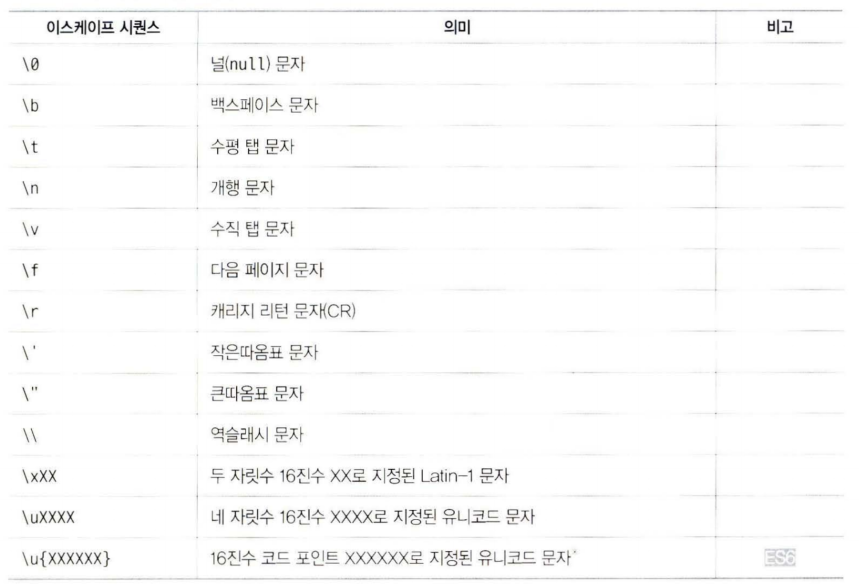 이스케이프 시퀀스 의미 비고
\0 널(null) 문자
\b 백스페이스 문자
\t 수평 탭 문자
\n 개행 문자
\v 수직 탭 문자
\f 다음 페이지 문자
\r 캐리지 리턴 문자(CR)
\' 작은따옴표 문자
\" 큰따옴표 문자
\\ 역슬래시 문자
\xXX 두 자릿수 16진수 XX로 지정된 Latin-1 문자
\uXXXX 네 자릿수 16진수 XXXX로 지정된 유니코드 문자
\u{XXXXXX} 16진수 코드 포인트 XXXXXX로 지정된 유니코드 문자* ES6